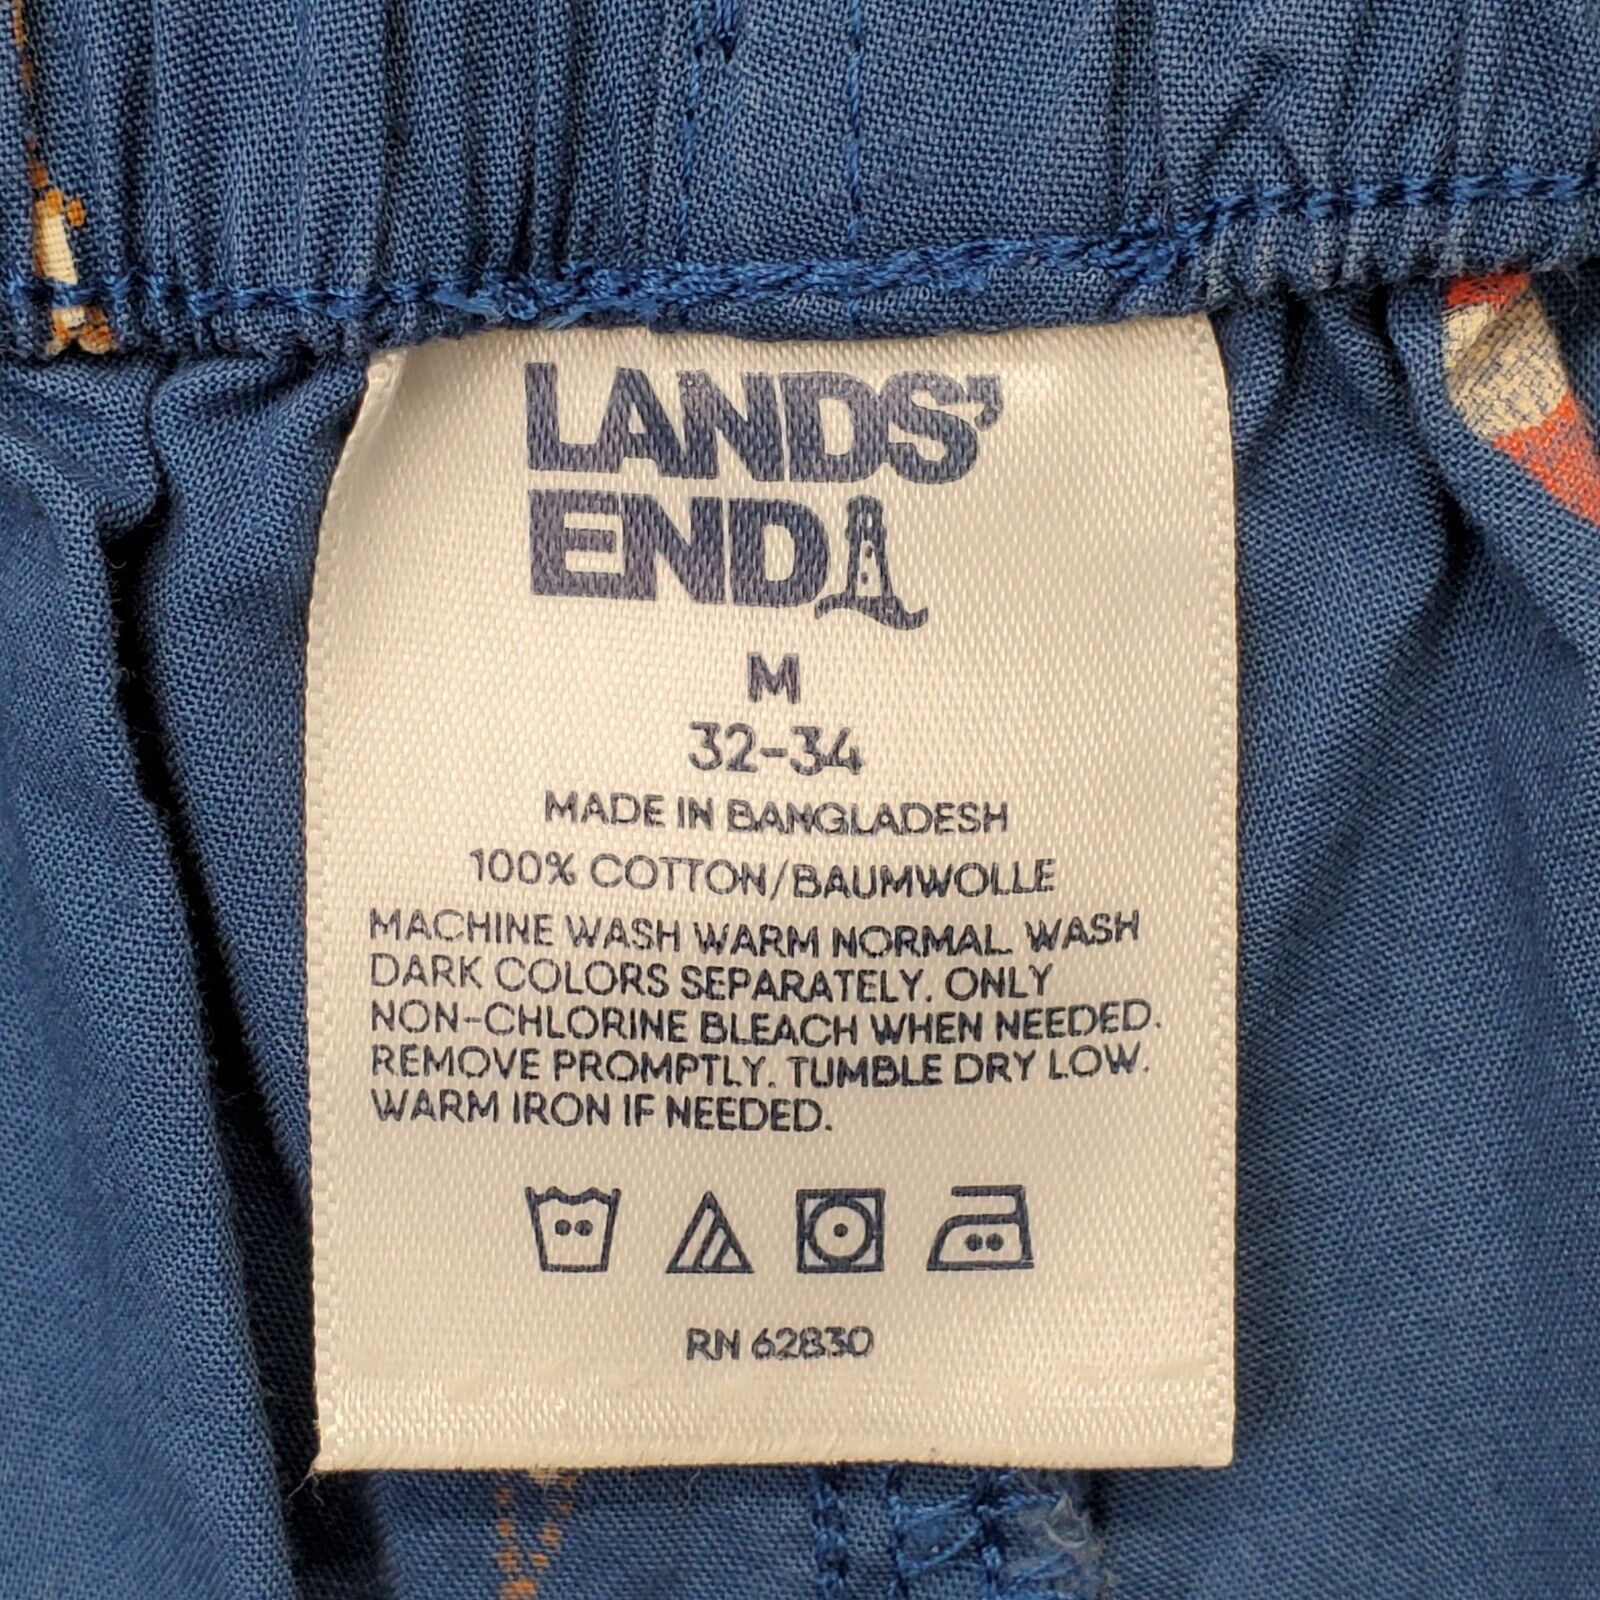 LANDS'
END
M
32-34
MADE IN BANGLADESH
100% COTTON/BAUMWOLLE
MACHINE WASH WARM NORMAL. WASH
DARK COLORS SEPARATELY. ONLY
NON-CHLORINE BLEACH WHEN NEEDED.
REMOVE PROMPTLY. TUMBLE DRY LOW.
WARM IRON IF NEEDED.
RN 62830